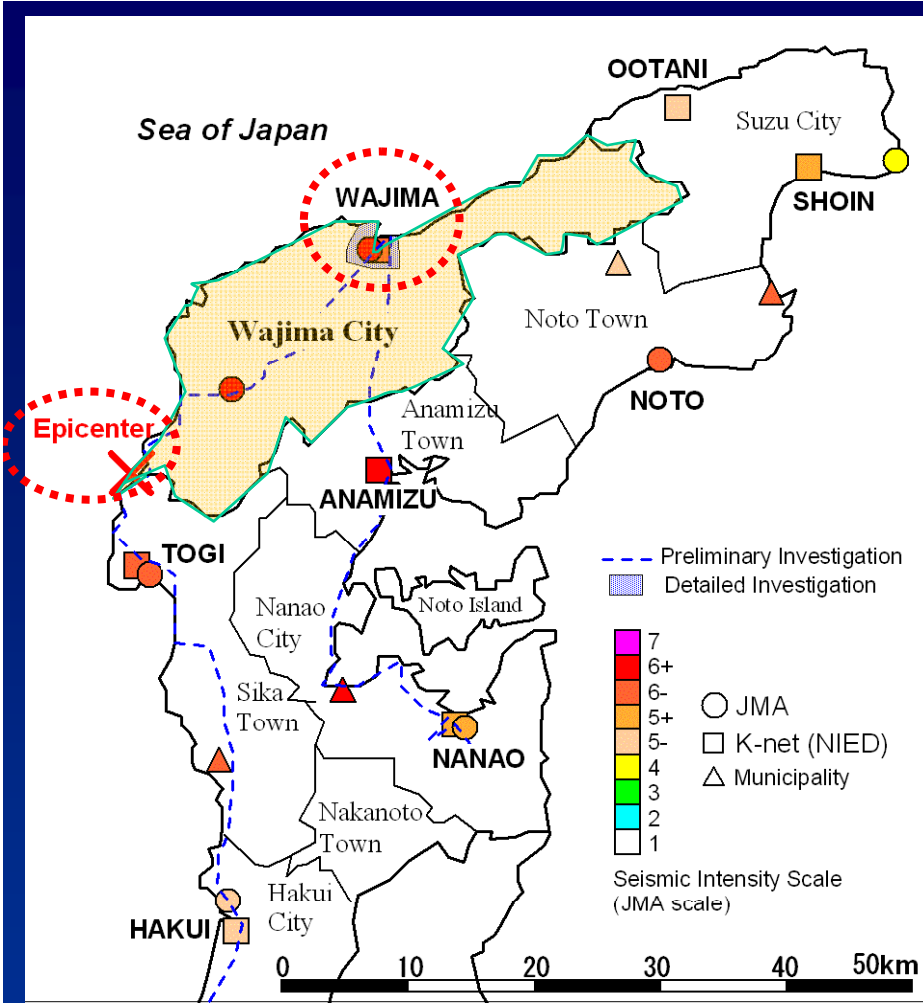 OOTANI
Suzu City
Sea of Japan
WAJIMA
SHOIN
Wajima City
Noto Town
NOTO
Epicenter
Anamizu
Town
ANAMIZU
TOGI
Preliminary Investigation
Detailed Investigation
Nanao
City
Noto Island
7
6+
6-
5+
5-
4
3
2
1
JMA
K-net (NIED)
Municipality
Sika
Town
NANAO
Nakanoto
Town
Seismic Intensity Scale
(JMA scale)
Hakui
City
HAKUI
0 10 20 30 40 50km